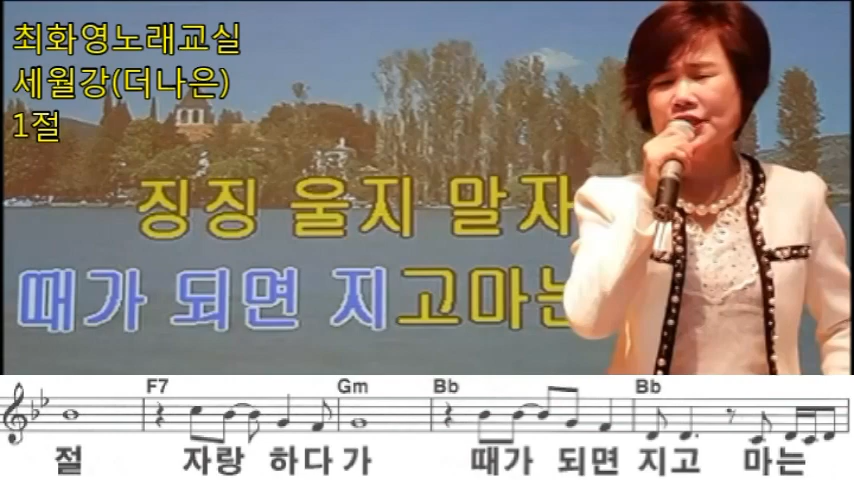 최화영노래교실
세월강(더나은)
1절
징징 울지 말자
때가 되면 지고마는
F7 Gm Bb Bb
절 자랑 하다가 때가 되면 지고 마는